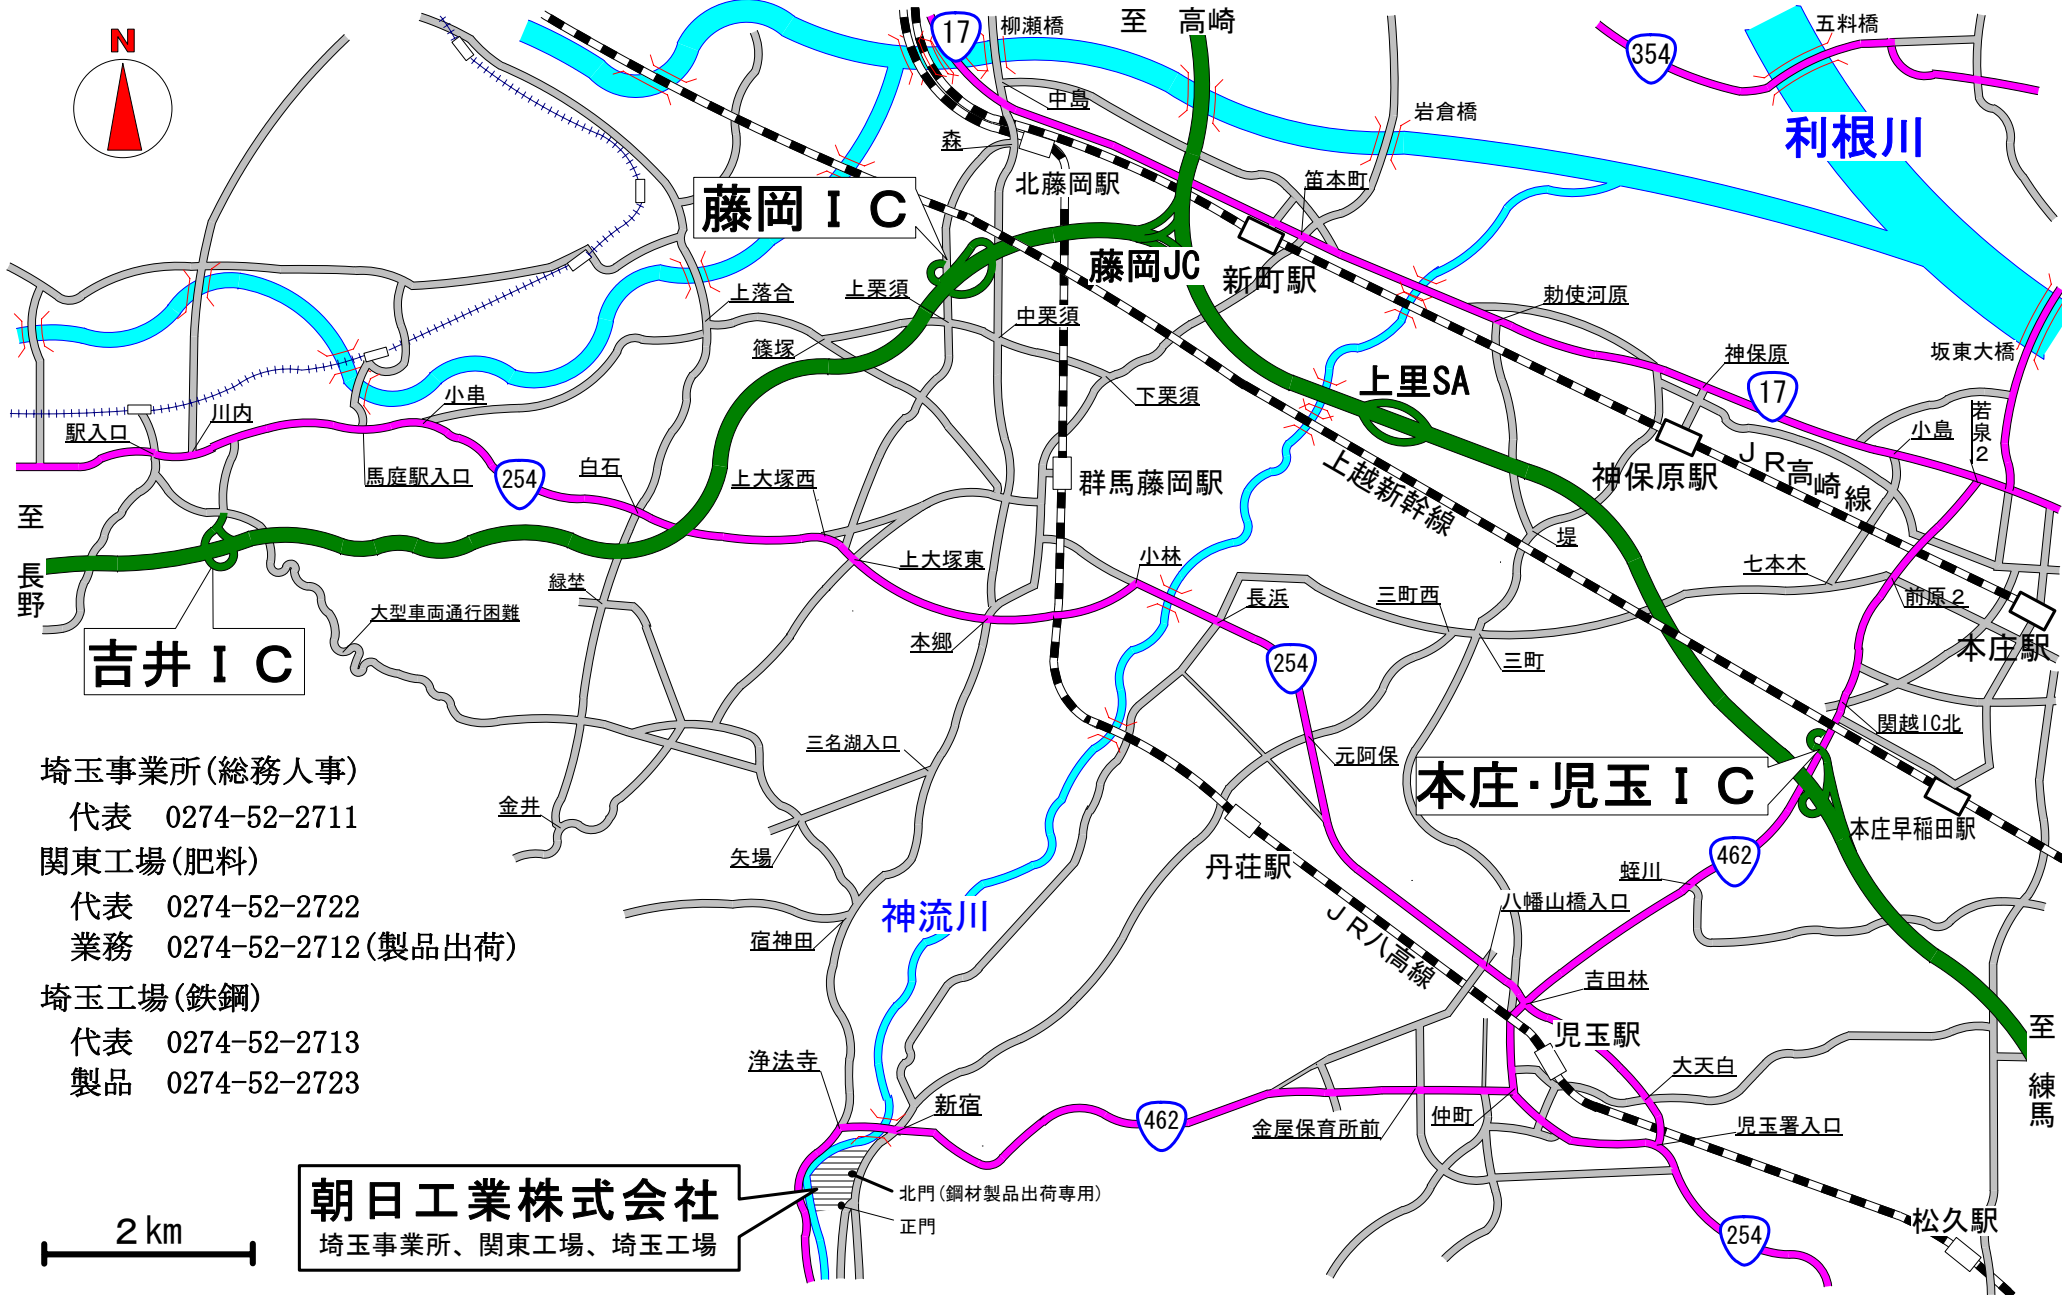 N
17
柳瀬橋
至 高崎
354
五料橋
中島
岩倉橋
利根川
森
北藤岡駅
笛本町
藤岡IC
藤岡JC
新町駅
上落合
上栗須
中栗須
勅使河原
篠塚
神保原
坂東大橋
上里SA
17
下栗須
小串
川内
駅入口
若泉2
小島
馬庭駅入口
254
白石
上大塚西
群馬藤岡駅
上越新幹線
神保原駅
JR高崎線
至 長野
堤
上大塚東
小林
七本木
緑埜
大型車両通行困難
長浜
三町西
前原2
吉井IC
本郷
254
三町
本庄駅
関越IC北
三名湖入口
元阿保
本庄・児玉IC
金井
矢場
丹荘駅
本庄早稲田駅
462
蛭川
八幡山橋入口
宿神田
神流川
JR八高線
吉田林
児玉駅
至 練馬
埼玉事業所(総務人事)
代表 0274-52-2711
関東工場(肥料)
代表 0274-52-2722
業務 0274-52-2712(製品出荷)
埼玉工場(鉄鋼)
代表 0274-52-2713
製品 0274-52-2723
浄法寺
新宿
462
金屋保育所前
仲町
大天白
児玉署入口
朝日工業株式会社
埼玉事業所、関東工場、埼玉工場
北門(鋼材製品出荷専用)
正門
254
松久駅
2km